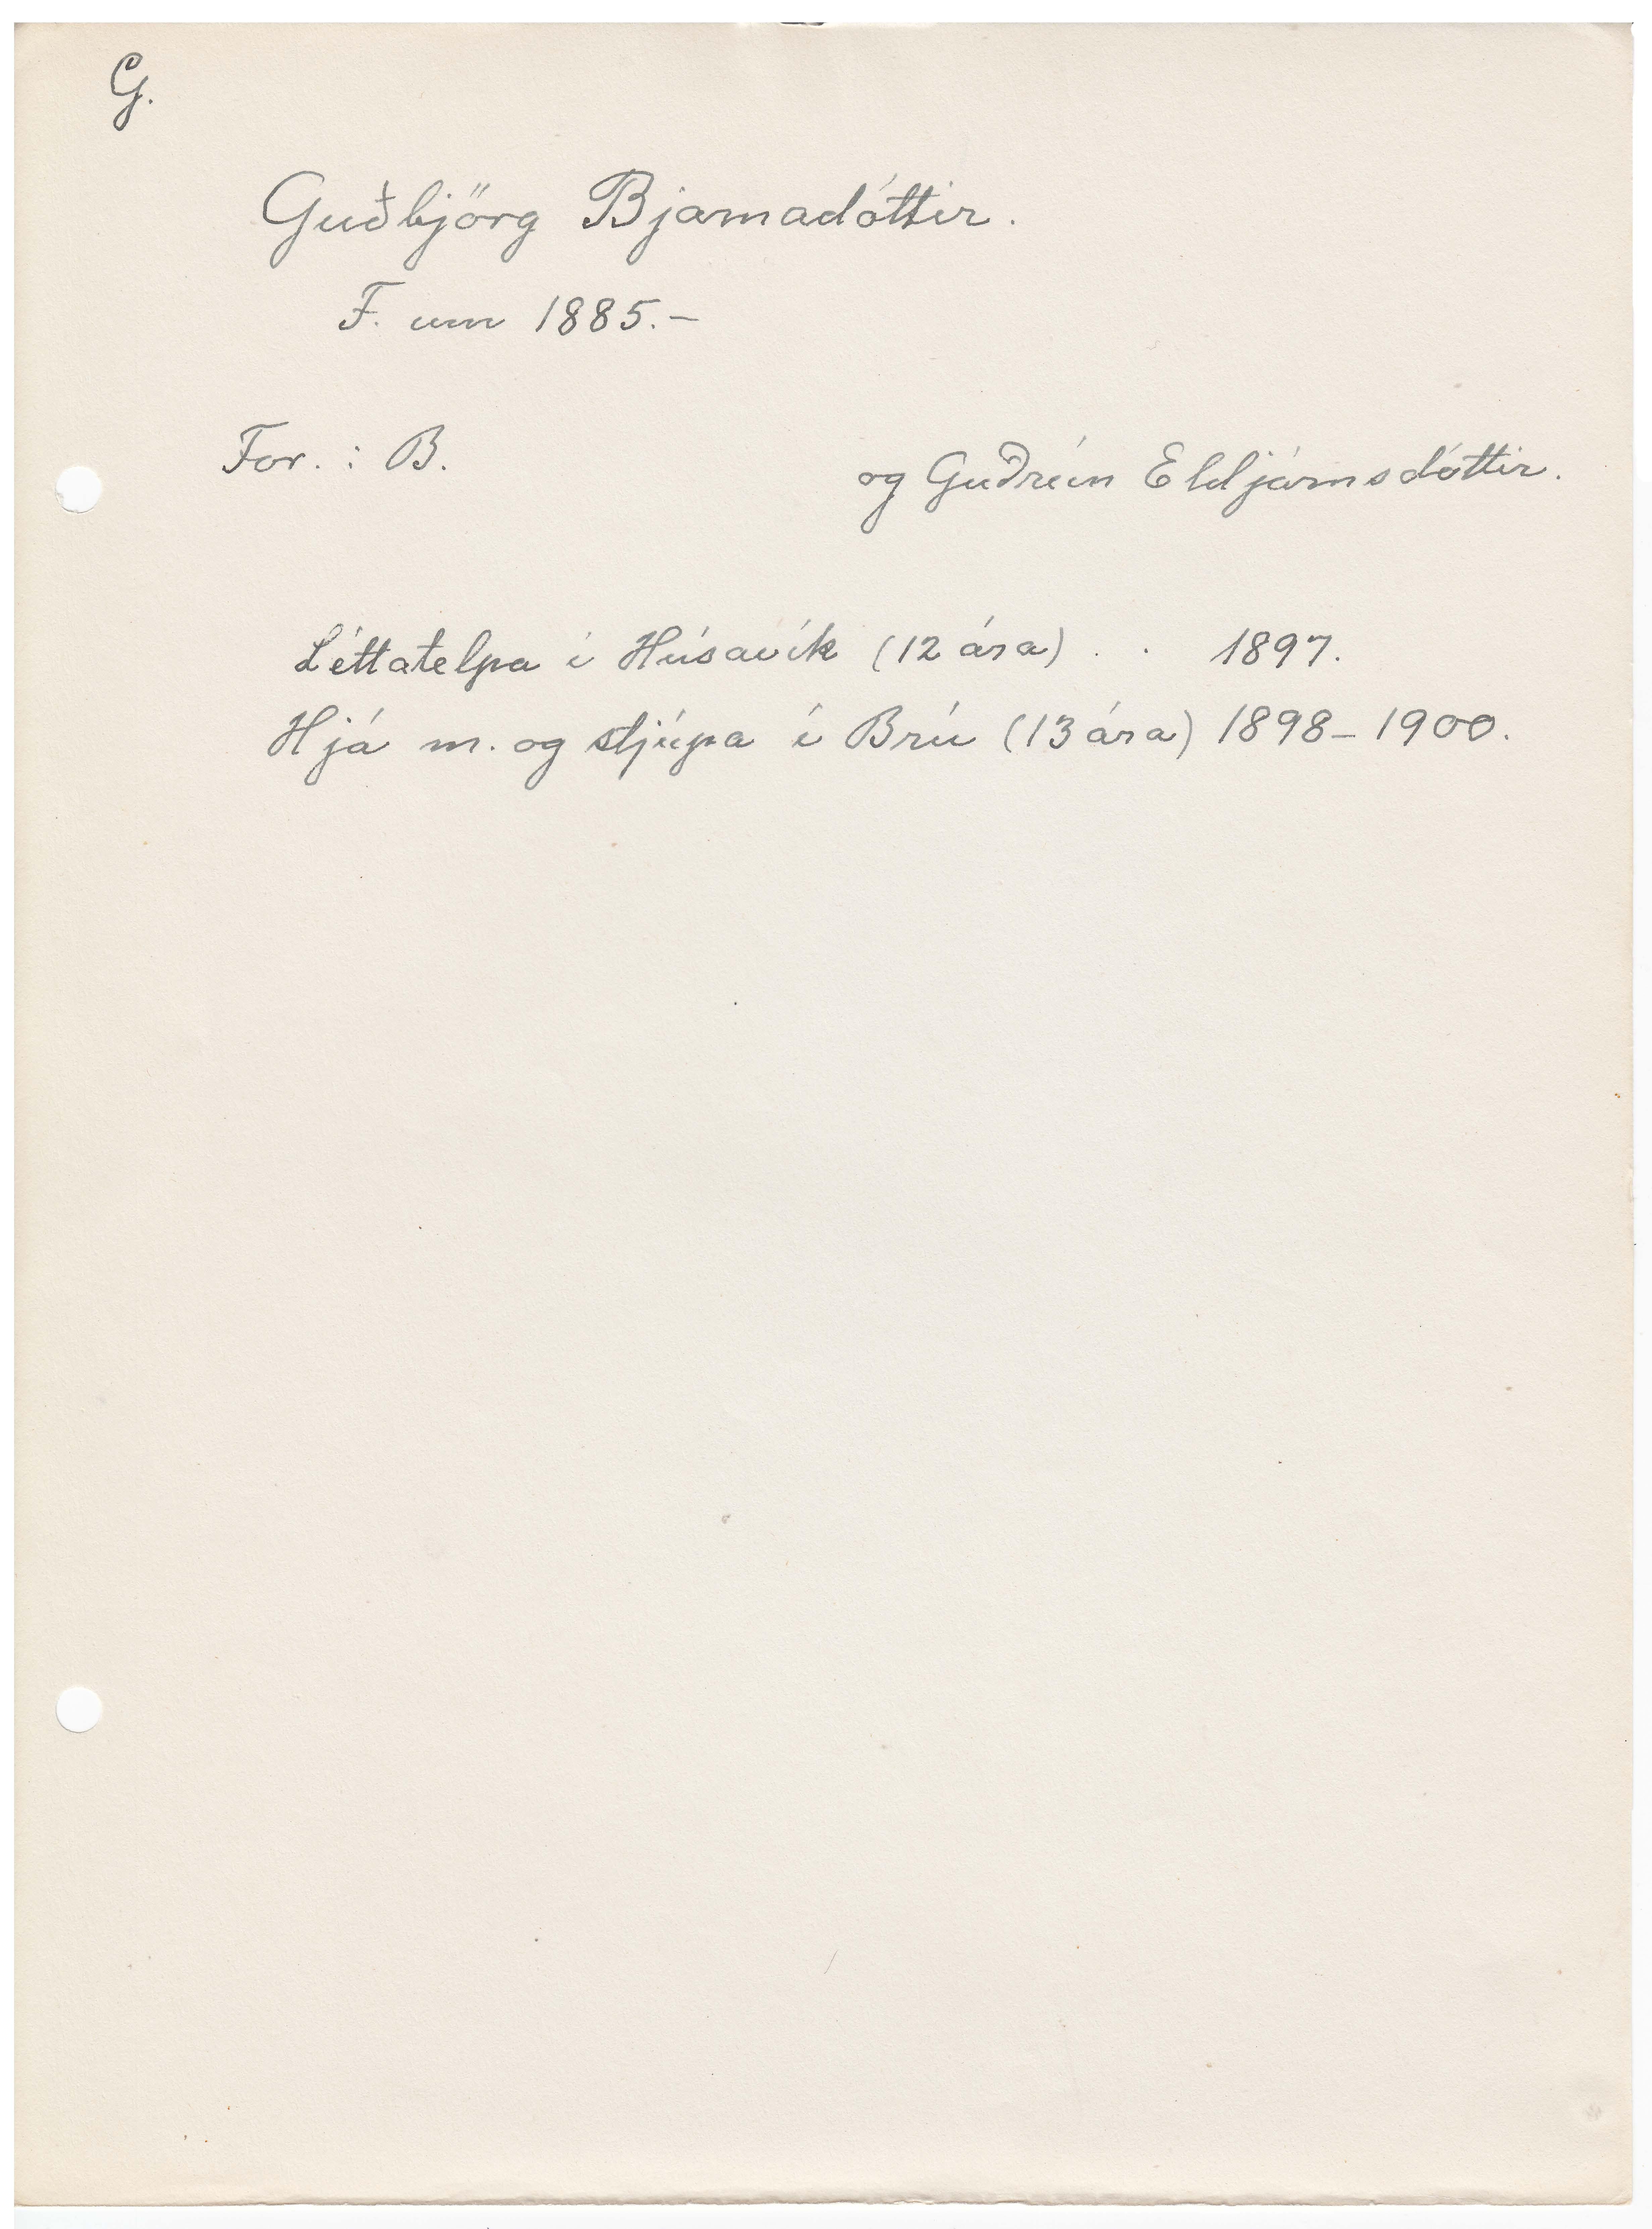 G.
Guðbjörg Bjarnadóttir.
F. um 1885.-
For. : B. og Guðrún Eldjárnsdóttir.
Léttatelpa í Húsavík (12 ára) . . 1897.
Hjá m. og stjúpa í Brú (13 ára) 1898-1900.